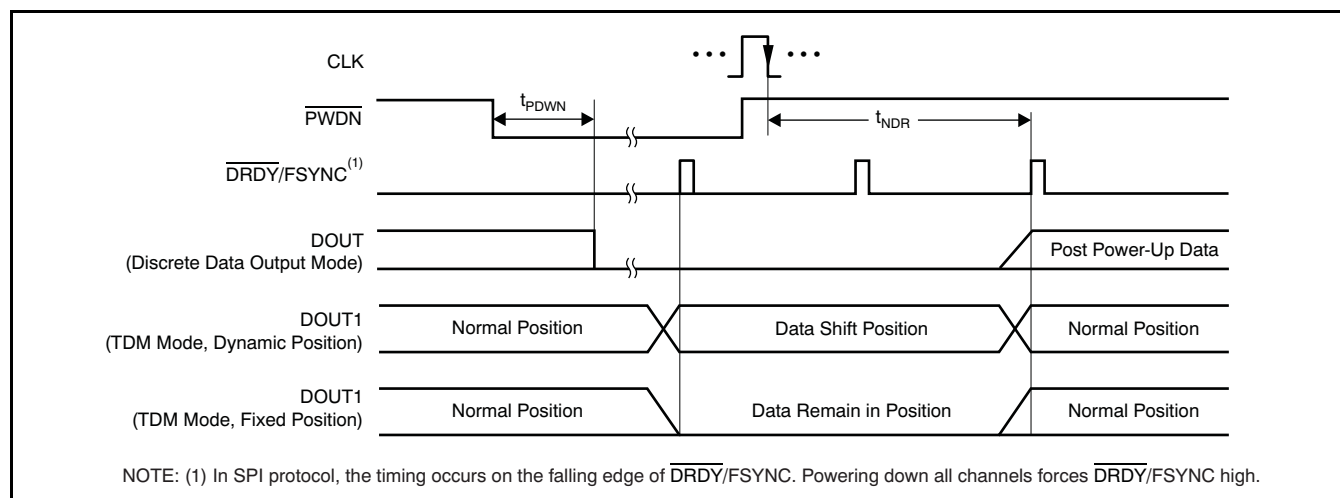 CLK
PWDN
tPDWN
tNDR
DRDY/FSYNC(1)
DOUT
(Discrete Data Output Mode)
Post Power-Up Data
DOUT1
(TDM Mode, Dynamic Position)
Normal Position
Data Shift Position
Normal Position
DOUT1
(TDM Mode, Fixed Position)
Normal Position
Data Remain in Position
Normal Position
NOTE: (1) In SPI protocol, the timing occurs on the falling edge of DRDY/FSYNC. Powering down all channels forces DRDY/FSYNC high.